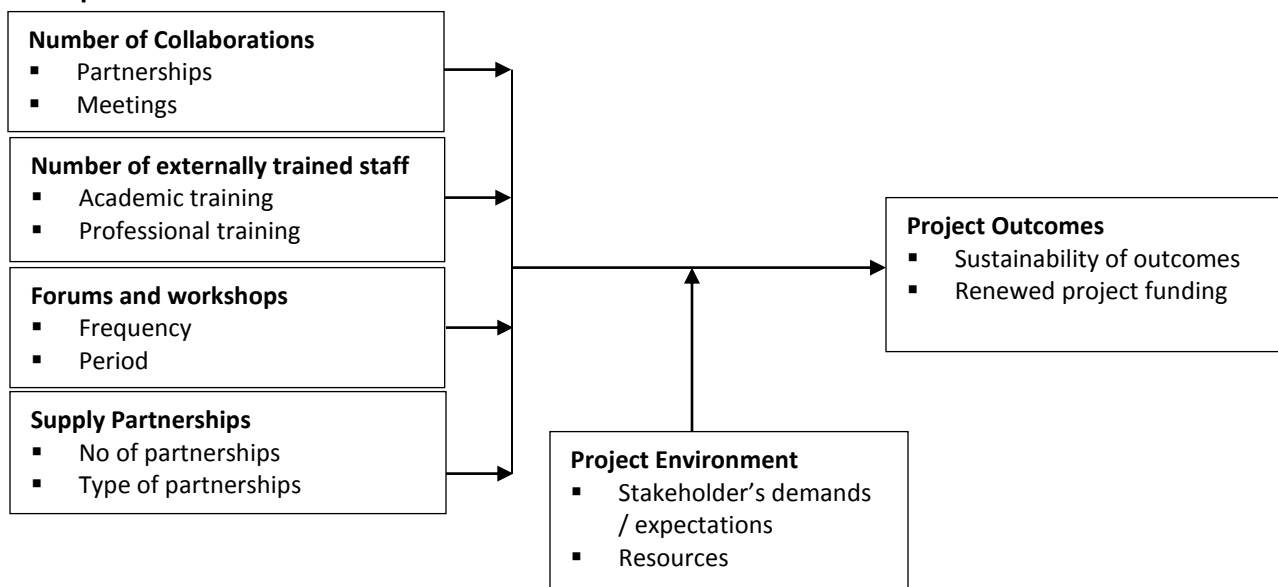 Number of Collaborations
▪ Partnerships
▪ Meetings
Number of externally trained staff
▪ Academic training
▪ Professional training
Forums and workshops
▪ Frequency
▪ Period
Supply Partnerships
▪ No of partnerships
▪ Type of partnerships
Project Environment
▪ Stakeholder’s demands
/ expectations
▪ Resources
Project Outcomes
▪ Sustainability of outcomes
▪ Renewed project funding